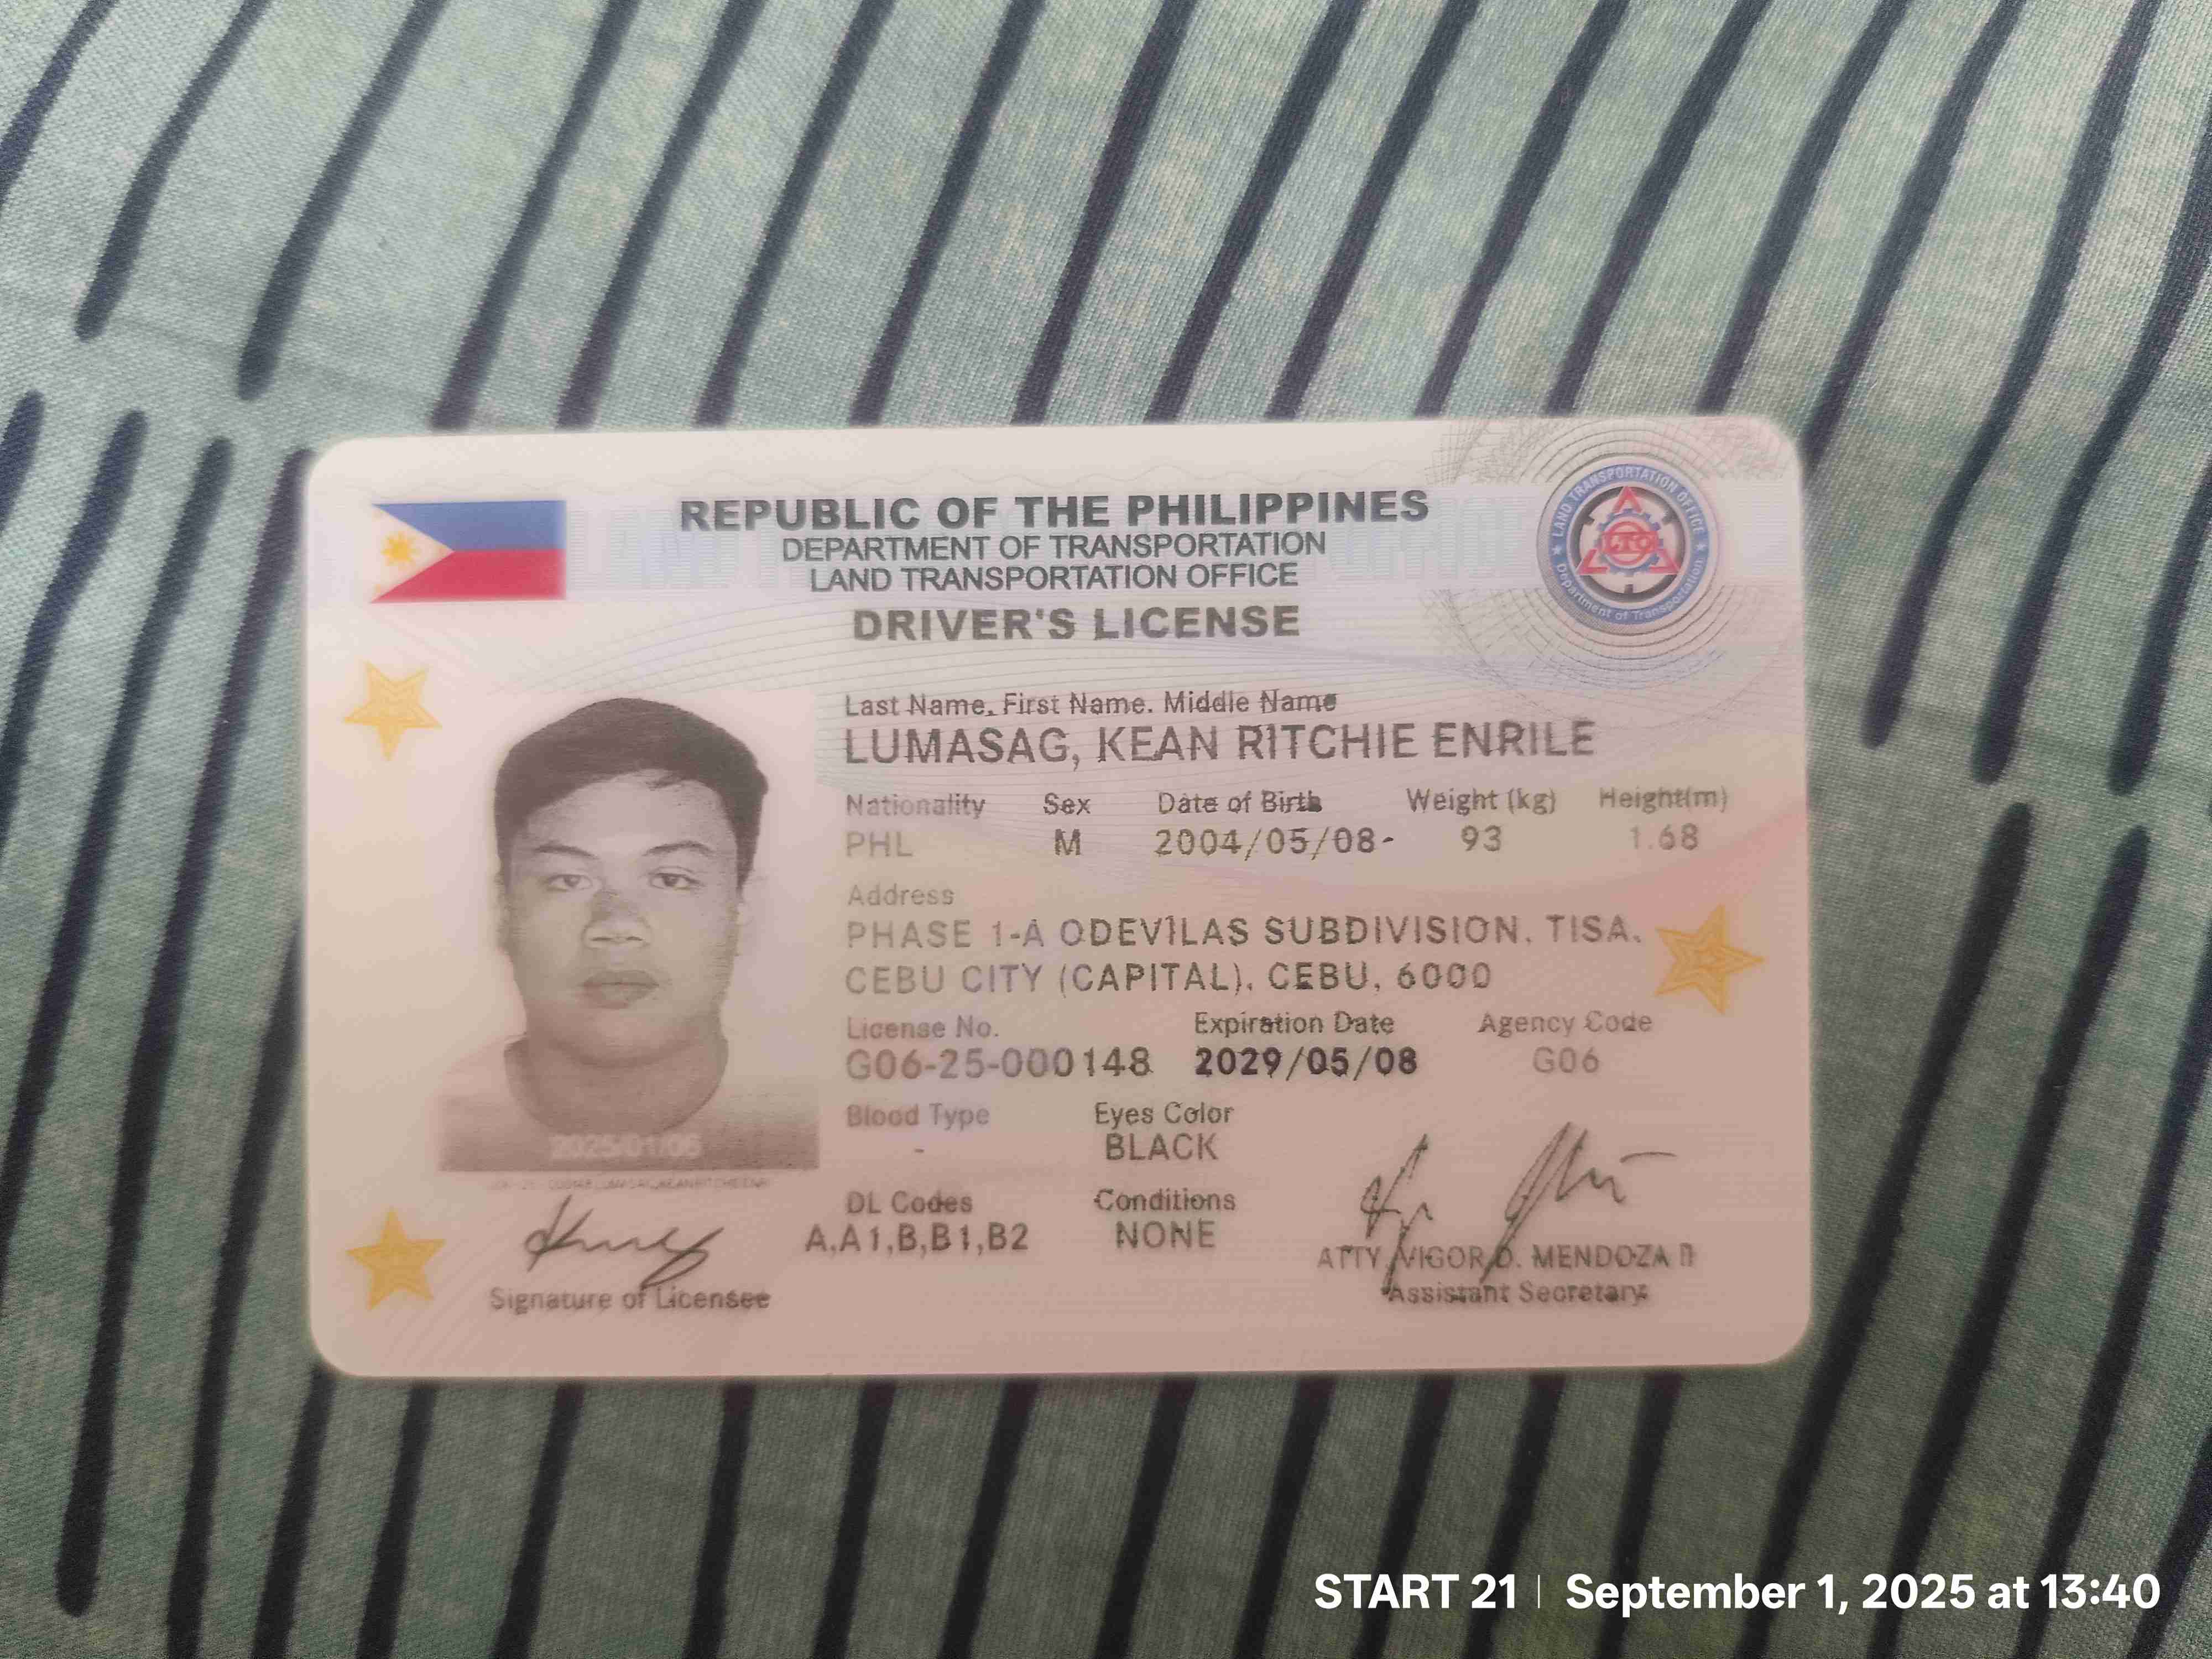 REPUBLIC OF THE PHILIPPINES
DEPARTMENT OF TRANSPORTATION
LAND TRANSPORTATION OFFICE
DRIVER'S LICENSE
LAND TRANSPORTATION OFFICE
LTO
Department of Transportation
Last Name, First Name. Middle Name
LUMASAG, KEAN RITCHIE ENRILE
Nationality Sex Date of Birth Weight (kg) Height(m)
PHL M 2004/05/08- 93 1.68
Address
PHASE 1-A ODEVILAS SUBDIVISION. TISA.
CEBU CITY (CAPITAL). CEBU, 6000
License No. Expiration Date Agency Code
G06-25-000148 2029/05/08 G06
Blood Type Eyes Color
- BLACK
2025/01/06
DL Codes Conditions
A,A1,B,B1,B2 NONE
ATTY. VIGOR D. MENDOZA II
Signature of Licensee Assistant Secretary
START 21 | September 1, 2025 at 13:40